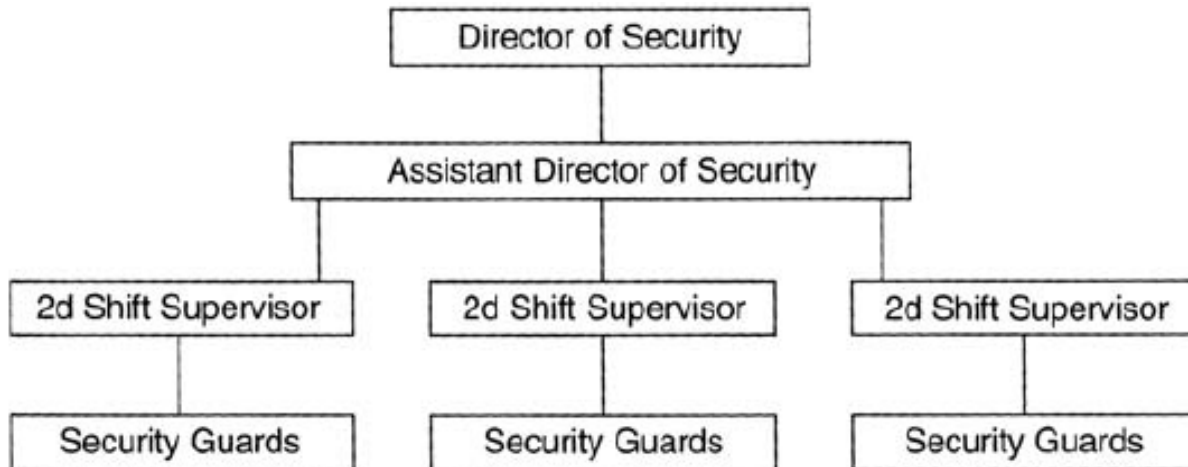 Director of Security
Assistant Director of Security
2d Shift Supervisor
2d Shift Supervisor
2d Shift Supervisor
Security Guards
Security Guards
Security Guards